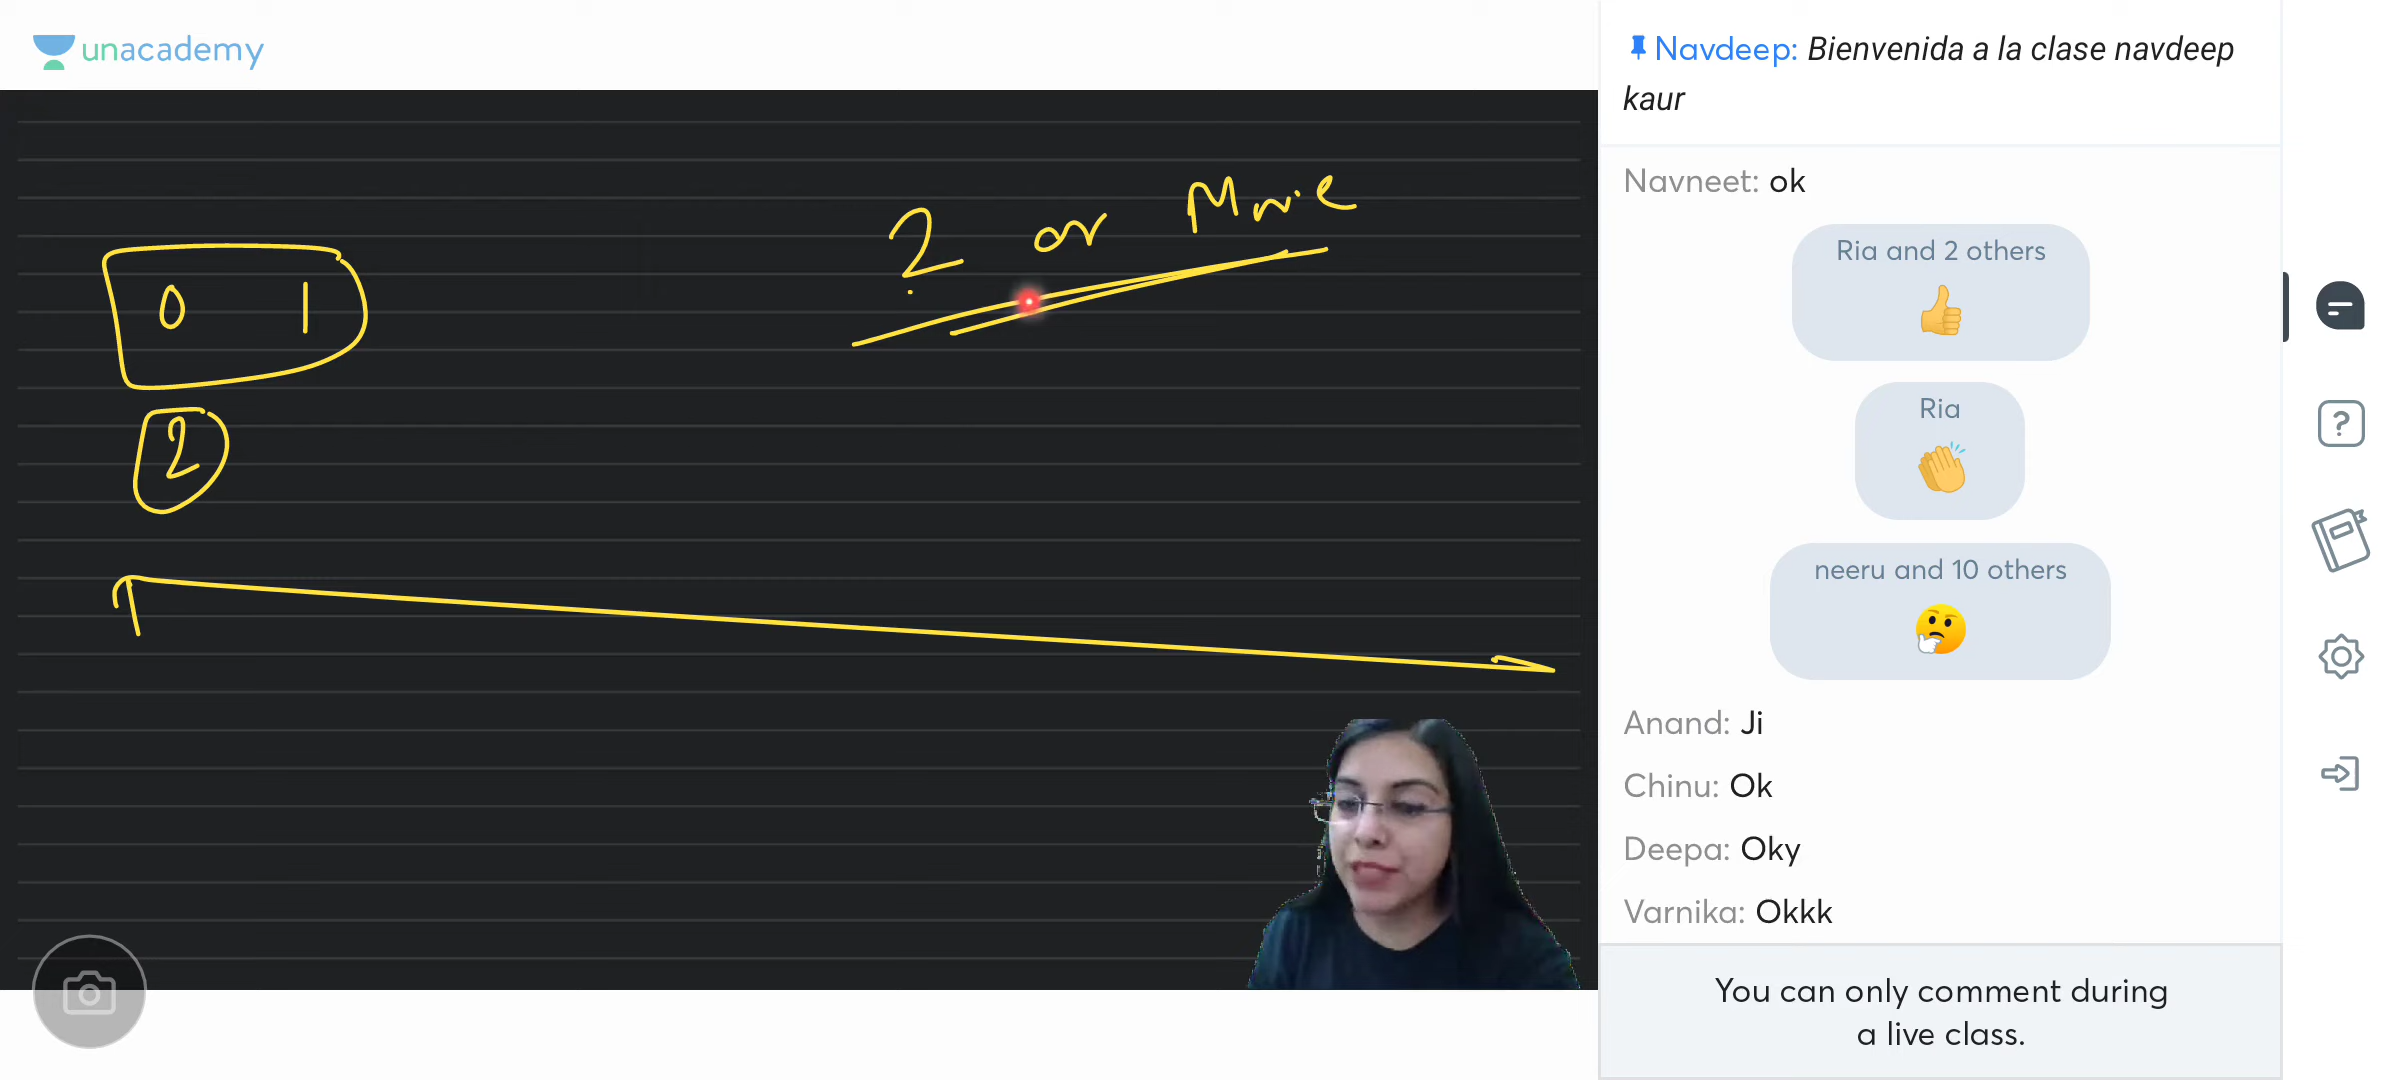 unacademy
2 or More
0 1
2
Navdeep: Bienvenida a la clase navdeep
kaur
Navneet: ok
Ria and 2 others
Ria
neeru and 10 others
Anand: Ji
Chinu: Ok
Deepa: Oky
Varnika: Okkk
You can only comment during
a live class.
?